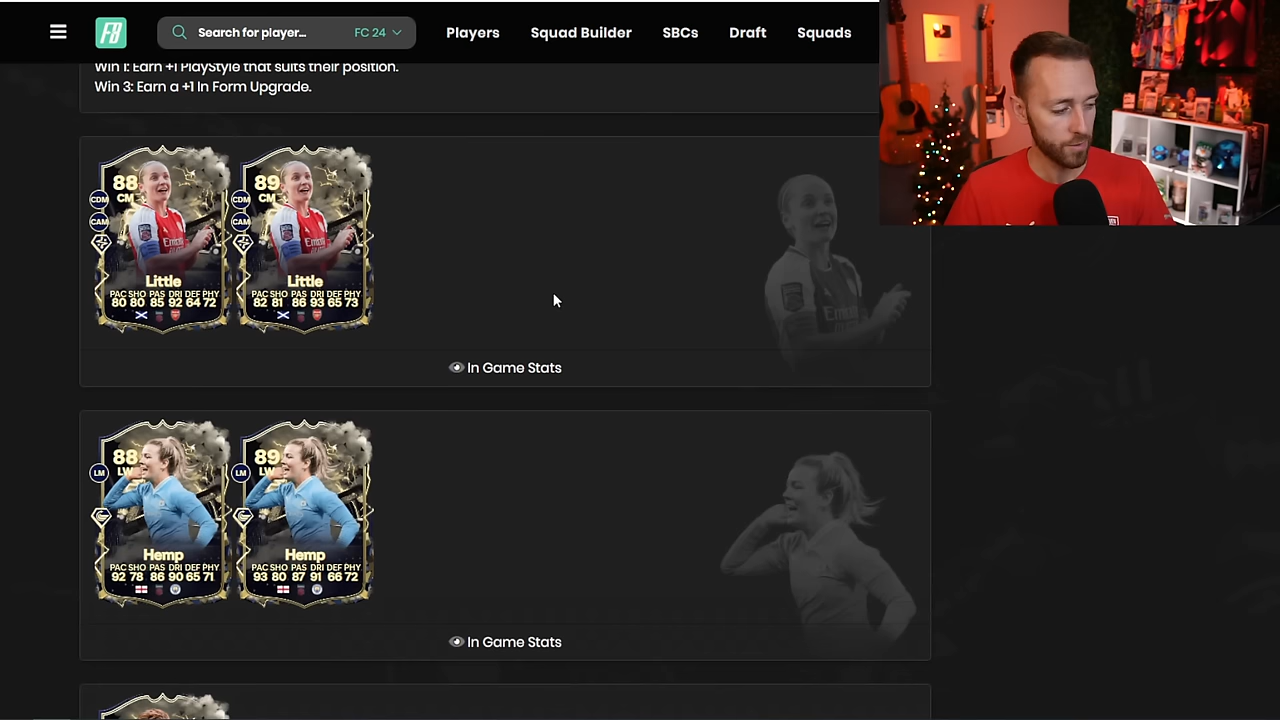 FB Search for player... FC 24 Players Squad Builder SBCs Draft Squads
Win 1: Earn +1 PlayStyle that suits their position.
Win 3: Earn a +1 In Form Upgrade.
88 CM CDM CAM
Little
PAC SHO PAS DRI DEF PHY
80 80 85 92 64 72
89 CM CDM CAM
Little
PAC SHO PAS DRI DEF PHY
82 81 86 93 65 73
In Game Stats
88 LW LM
Hemp
PAC SHO PAS DRI DEF PHY
92 78 86 90 65 71
89 LW LM
Hemp
PAC SHO PAS DRI DEF PHY
93 80 87 91 66 72
In Game Stats